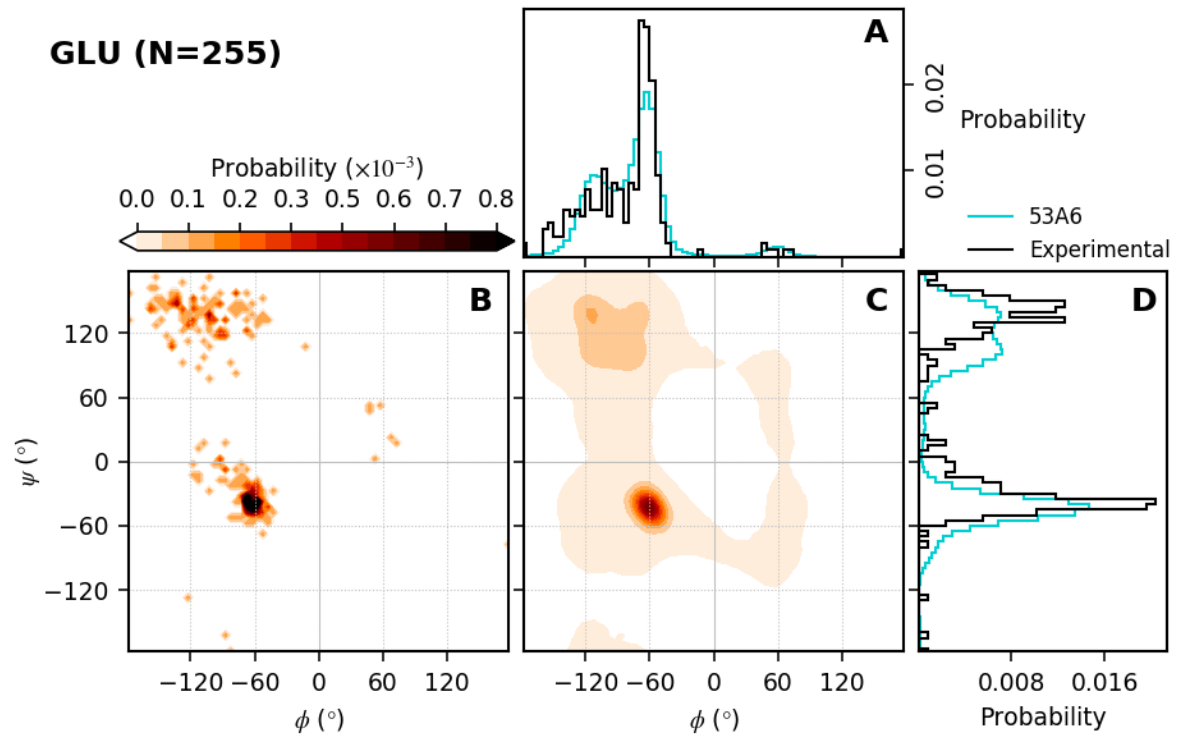 GLU (N=255)
A
0.02
0.01
Probability
53A6
Experimental
Probability (×10⁻³)
0.0 0.1 0.2 0.3 0.4 0.5 0.6 0.7 0.8
B
C
D
120
60
0
−60
−120
ψ (°)
−120 −60 0 60 120
ϕ (°)
−120 −60 0 60 120
ϕ (°)
0.008 0.016
Probability